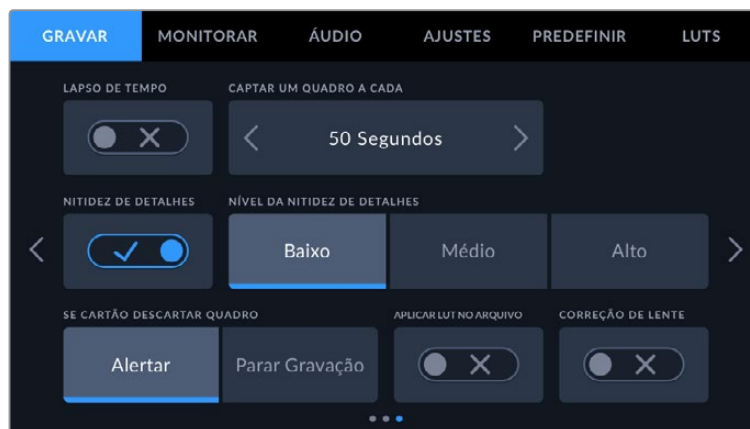 GRAVAR MONITORAR ÁUDIO AJUSTES PREDEFINIR LUTS
LAPSO DE TEMPO CAPTAR UM QUADRO A CADA
50 Segundos
NITIDEZ DE DETALHES NÍVEL DA NITIDEZ DE DETALHES
Baixo Médio Alto
SE CARTÃO DESCARTAR QUADRO APLICAR LUT NO ARQUIVO CORREÇÃO DE LENTE
Alertar Parar Gravação